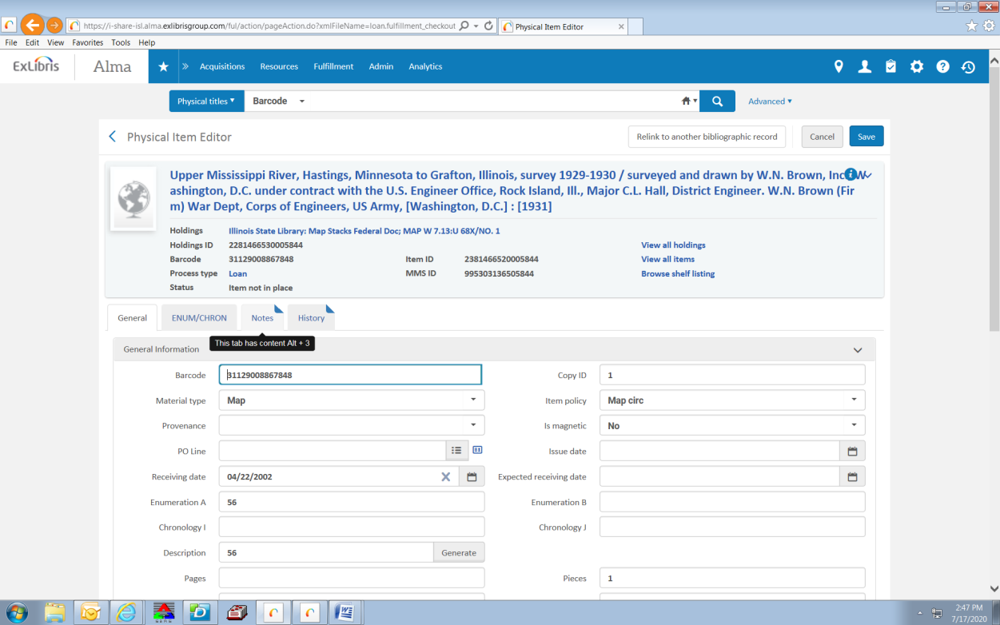 https://i-share-isl.alma.exlibrisgroup.com/ful/action/pageAction.do?xmlFileName=loan.fulfillment_checkout
Physical Item Editor
File Edit View Favorites Tools Help
ExLibris Alma Acquisitions Resources Fulfillment Admin Analytics
Physical titles Barcode Advanced
Physical Item Editor Relink to another bibliographic record Cancel Save
Upper Mississippi River, Hastings, Minnesota to Grafton, Illinois, survey 1929-1930 / surveyed and drawn by W.N. Brown, Inc W
ashington, D.C. under contract with the U.S. Engineer Office, Rock Island, Ill., Major C.L. Hall, District Engineer. W.N. Brown (Fir
m) War Dept, Corps of Engineers, US Army, [Washington, D.C.] : [1931]
Holdings Illinois State Library: Map Stacks Federal Doc; MAP W 7.13:U 68X/NO. 1
Holdings ID 2281466530005844 View all holdings
Barcode 31129008867848 Item ID 2381466520005844 View all items
Process type Loan MMS ID 995303136505844 Browse shelf listing
Status Item not in place
General ENUM/CHRON Notes History
This tab has content Alt + 3
General Information
Barcode 31129008867848 Copy ID 1
Material type Map Item policy Map circ
Provenance Is magnetic No
PO Line Issue date
Receiving date 04/22/2002 Expected receiving date
Enumeration A 56 Enumeration B
Chronology I Chronology J
Description 56 Generate
Pages Pieces 1
2:47 PM
7/17/2020